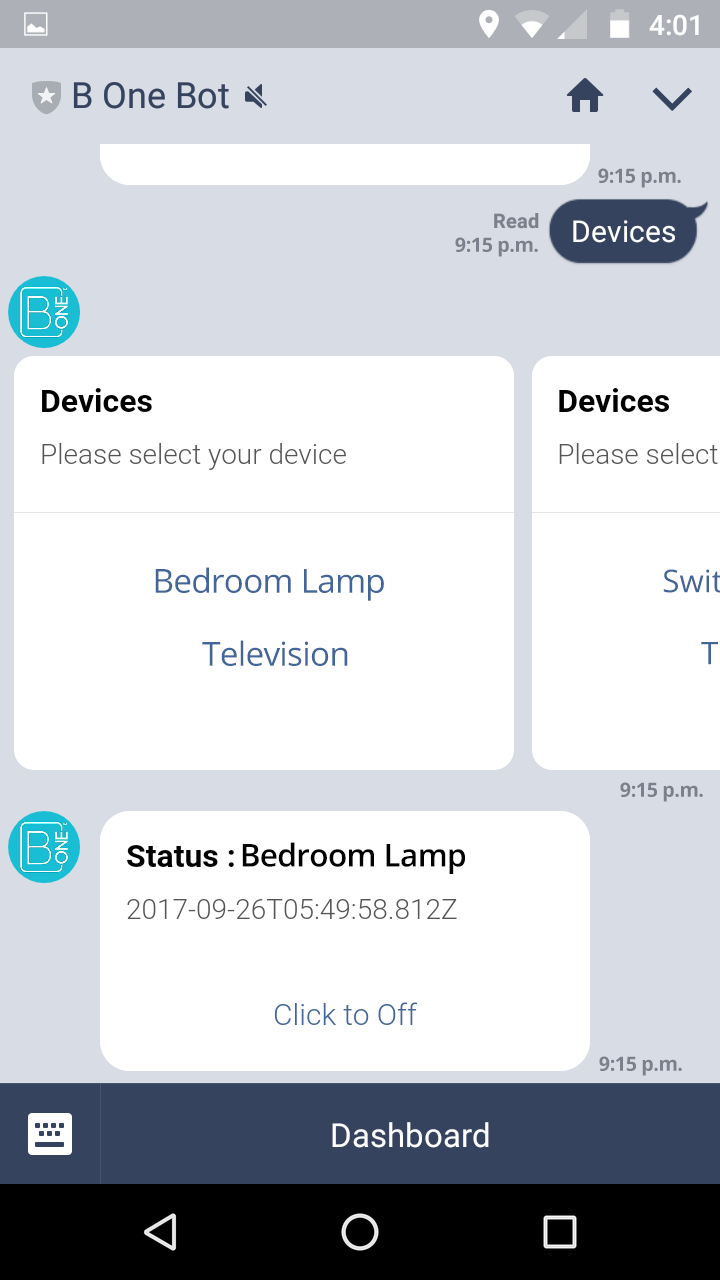 4:01
B One Bot
9:15 p.m.
Read
9:15 p.m.
Devices
B ONE
Devices
Please select your device
Bedroom Lamp
Television
Devices
Please select
Swit
T
9:15 p.m.
B ONE
Status : Bedroom Lamp
2017-09-26T05:49:58.812Z
Click to Off
9:15 p.m.
Dashboard